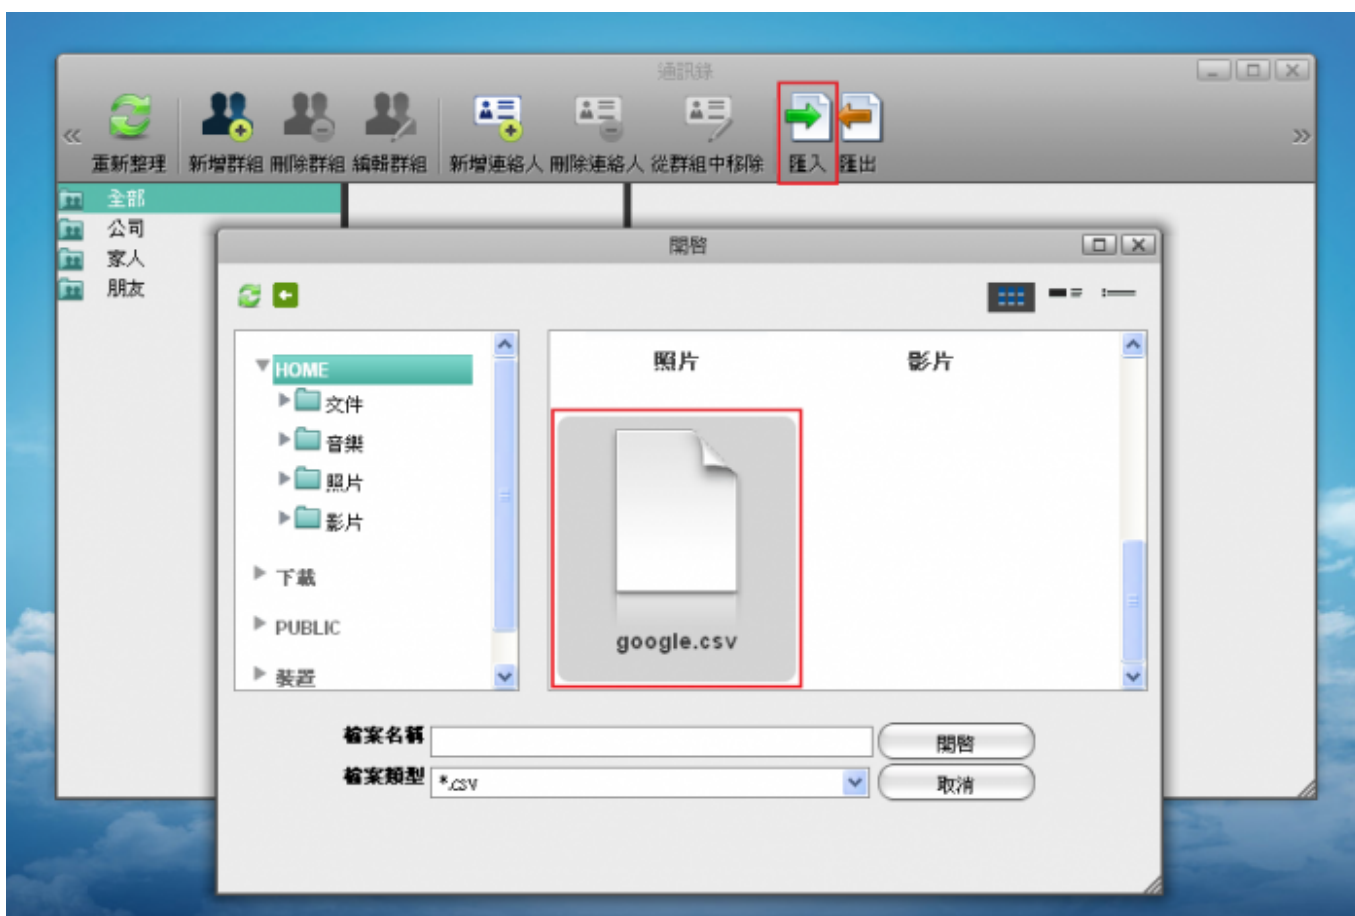 通訊錄
重新整理 新增群組 刪除群組 編輯群組 新增連絡人 刪除連絡人 從群組中移除 匯入 匯出
全部
公司
家人
朋友
開啓
HOME
文件
音樂
照片
影片
下載
PUBLIC
裝置
照片 影片
google.csv
檔案名稱
開啓
檔案類型 *.csv
取消